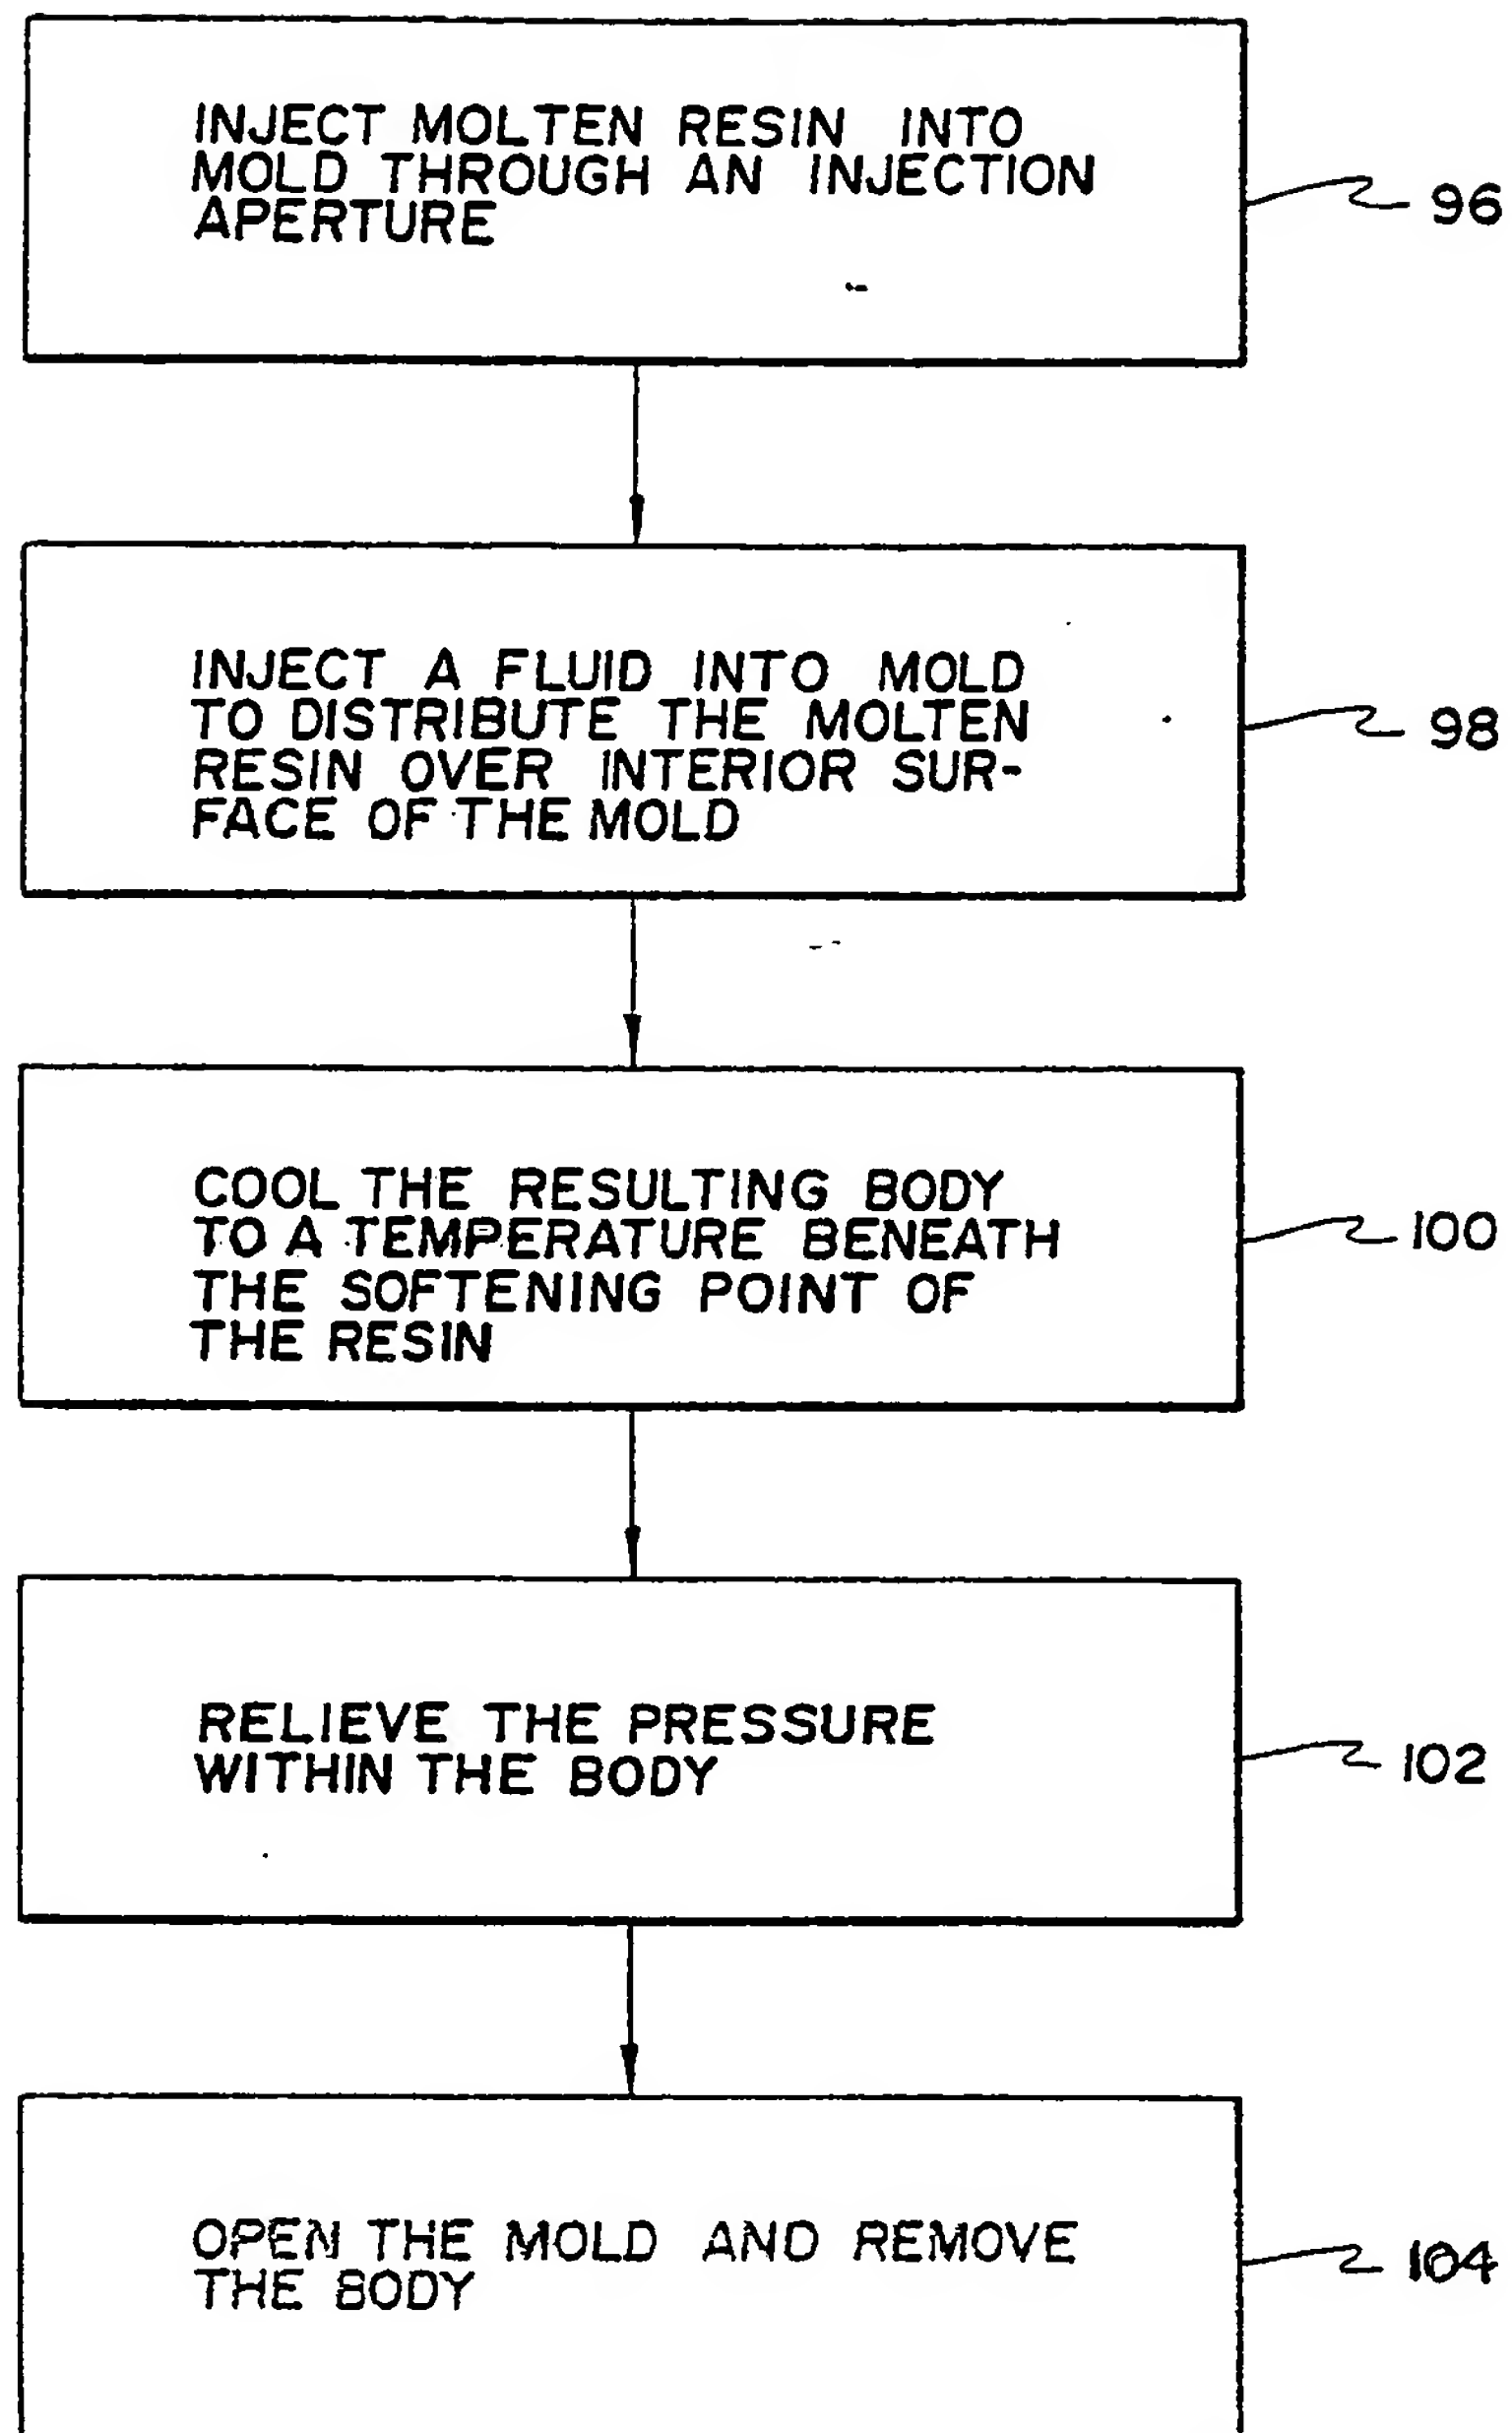 INJECT MOLTEN RESIN INTO
MOLD THROUGH AN INJECTION
APERTURE
96
INJECT A FLUID INTO MOLD
TO DISTRIBUTE THE MOLTEN
RESIN OVER INTERIOR SUR-
FACE OF THE MOLD
98
COOL THE RESULTING BODY
TO A TEMPERATURE BENEATH
THE SOFTENING POINT OF
THE RESIN
100
RELIEVE THE PRESSURE
WITHIN THE BODY
102
OPEN THE MOLD AND REMOVE
THE BODY
104